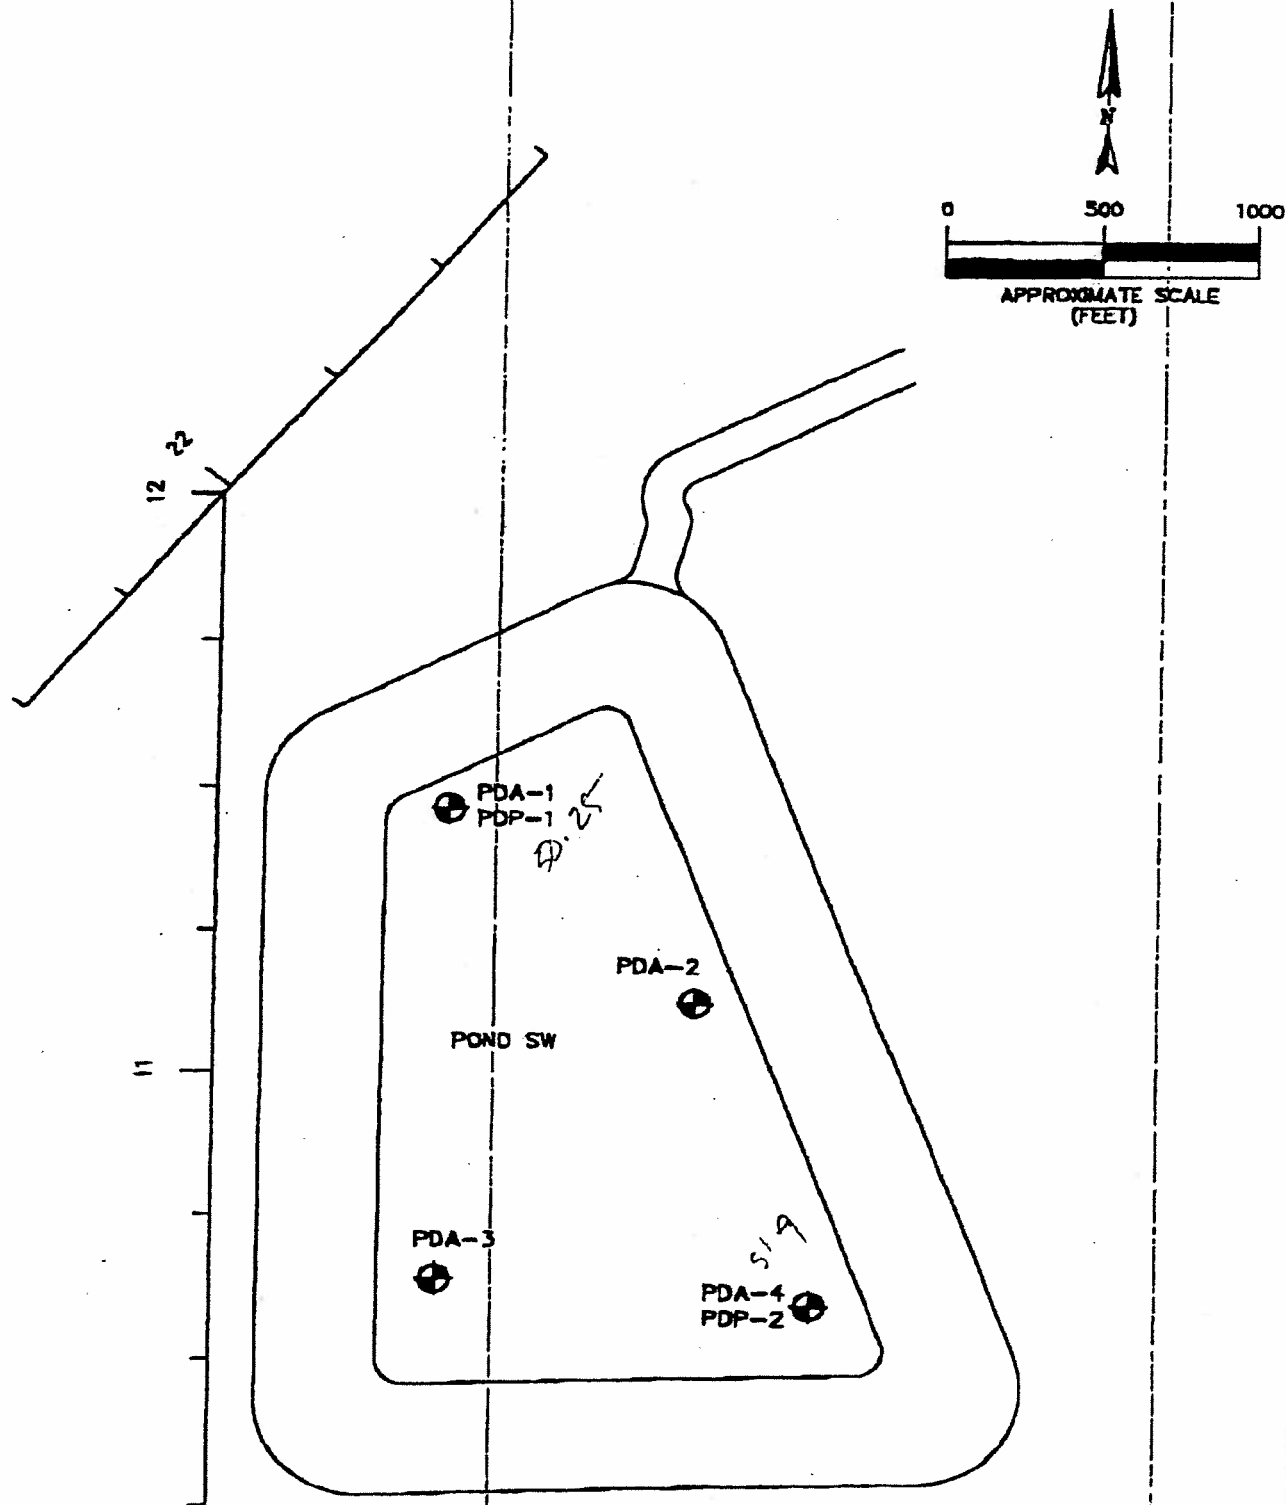 N
0 500 1000
APPROXIMATE SCALE
(FEET)
22
12
PDA-1
PDP-1
PDA-2
POND SW
11
PDA-3
PDA-4
PDP-2